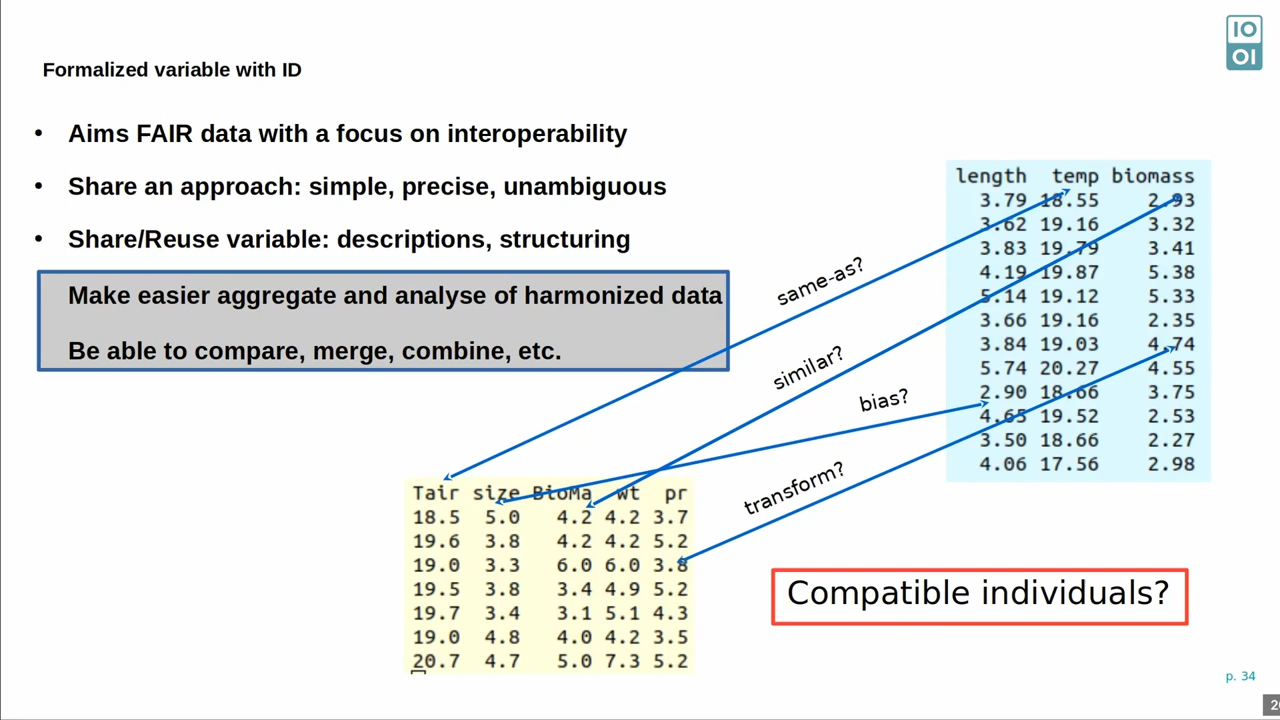 IO
OI
Formalized variable with ID
• Aims FAIR data with a focus on interoperability
• Share an approach: simple, precise, unambiguous
• Share/Reuse variable: descriptions, structuring
Make easier aggregate and analyse of harmonized data
Be able to compare, merge, combine, etc.
length temp biomass
3.79 18.55 2.93
3.62 19.16 3.32
3.83 19.79 3.41
4.19 19.87 5.38
5.14 19.12 5.33
3.66 19.16 2.35
3.84 19.03 4.74
5.74 20.27 4.55
2.90 18.66 3.75
4.65 19.52 2.53
3.50 18.66 2.27
4.06 17.56 2.98
same-as?
similar?
bias?
transform?
Tair size BioMa wt pr
18.5 5.0 4.2 4.2 3.7
19.6 3.8 4.2 4.2 5.2
19.0 3.3 6.0 6.0 3.8
19.5 3.8 3.4 4.9 5.2
19.7 3.4 3.1 5.1 4.3
19.0 4.8 4.0 4.2 3.5
20.7 4.7 5.0 7.3 5.2
Compatible individuals?
p. 34